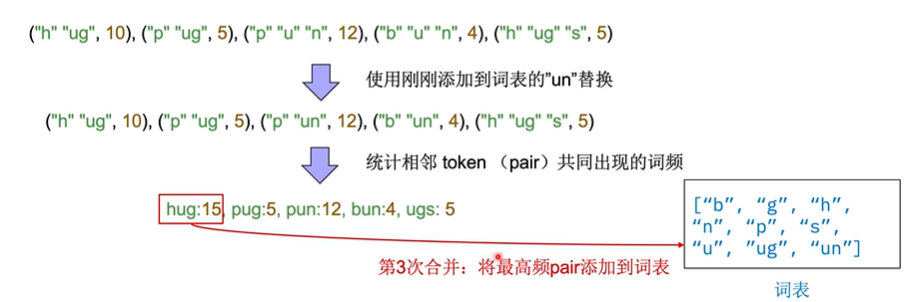 ("h" "ug", 10), ("p" "ug", 5), ("p" "u" "n", 12), ("b" "u" "n", 4), ("h" "ug" "s", 5)
使用刚刚添加到词表的"un"替换
("h" "ug", 10), ("p" "ug", 5), ("p" "un", 12), ("b" "un", 4), ("h" "ug" "s", 5)
统计相邻 token （pair）共同出现的词频
hug:15, pug:5, pun:12, bun:4, ugs: 5
[“b”, “g”, “h”,
“n”, “p”, “s”,
“u”, ”ug”, “un”]
第3次合并：将最高频pair添加到词表
词表